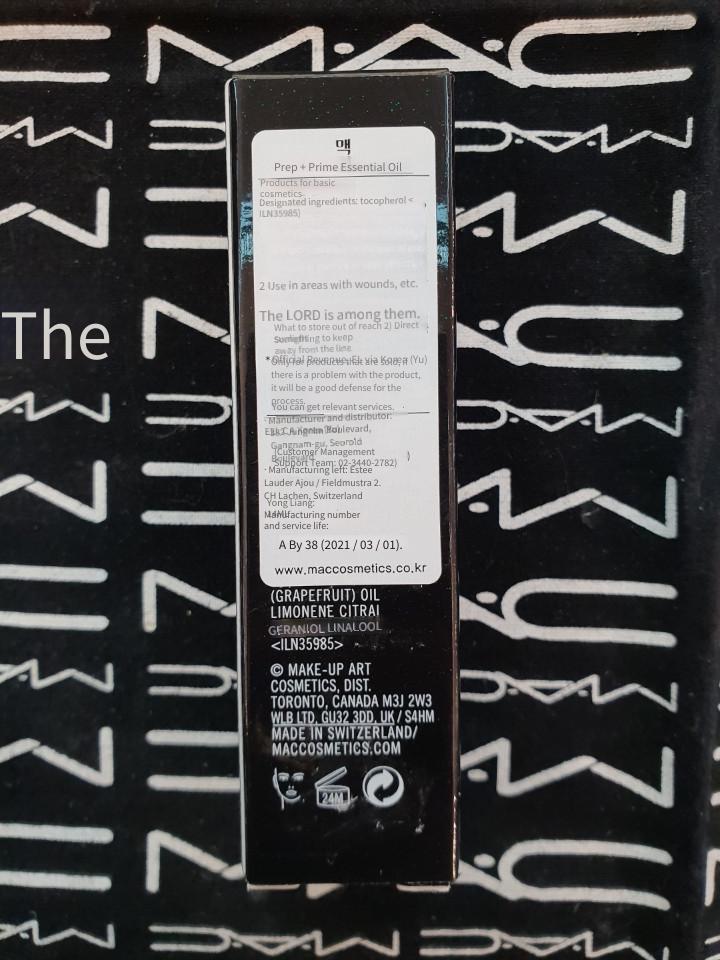 The
맥
Prep + Prime Essential Oil
Products for basic
cosmetics
Designated ingredients: tocopherol <
ILN35985)
2 Use in areas with wounds, etc.
The LORD is among them.
What to store out of reach 2) Direct
away from the line
there is a problem with the product,
it will be a good defense for the
process.
You can get relevant services.
Manufacturer and distributor:
Gangnam-gu, Seorold
(Customer Management
Support Team: 02-3440-2782)
· Manufacturing left: Estee
Lauder Ajou / Fieldmustra 2.
CH Lachen, Switzerland
Yong Liang:
Manufacturing number
and service life:
A By 38 (2021 / 03 / 01).
www.maccosmetics.co.kr
(GRAPEFRUIT) OIL
LIMONENE CITRAI
GERANIOL LINALOOL
<ILN35985>
© MAKE-UP ART
COSMETICS, DIST.
TORONTO, CANADA M3J 2W3
WLB LTD, GU32 3DD, UK / S4HM
MADE IN SWITZERLAND/
MACCOSMETICS.COM
24M